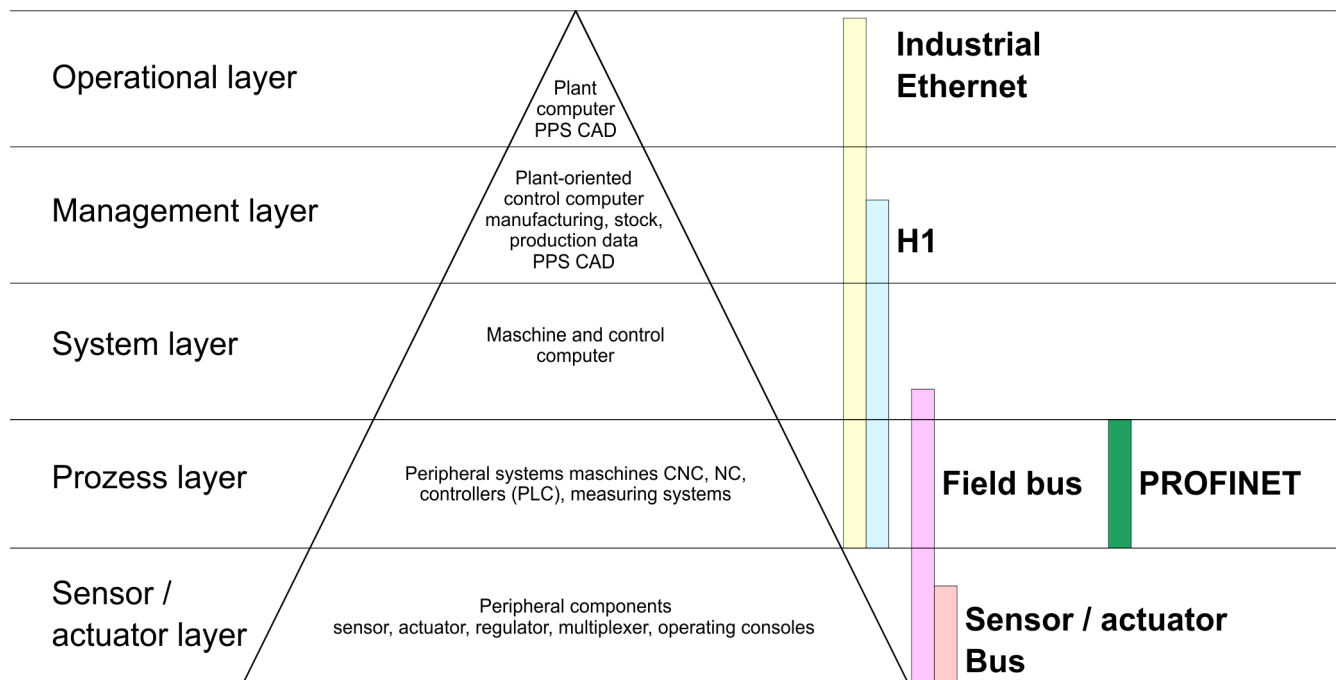 Operational layer
Plant
computer
PPS CAD
Industrial
Ethernet
Management layer
Plant-oriented
control computer
manufacturing, stock,
production data
PPS CAD
H1
System layer
Maschine and control
computer
Prozess layer
Peripheral systems maschines CNC, NC,
controllers (PLC), measuring systems
Field bus
PROFINET
Sensor /
actuator layer
Peripheral components
sensor, actuator, regulator, multiplexer, operating consoles
Sensor / actuator
Bus